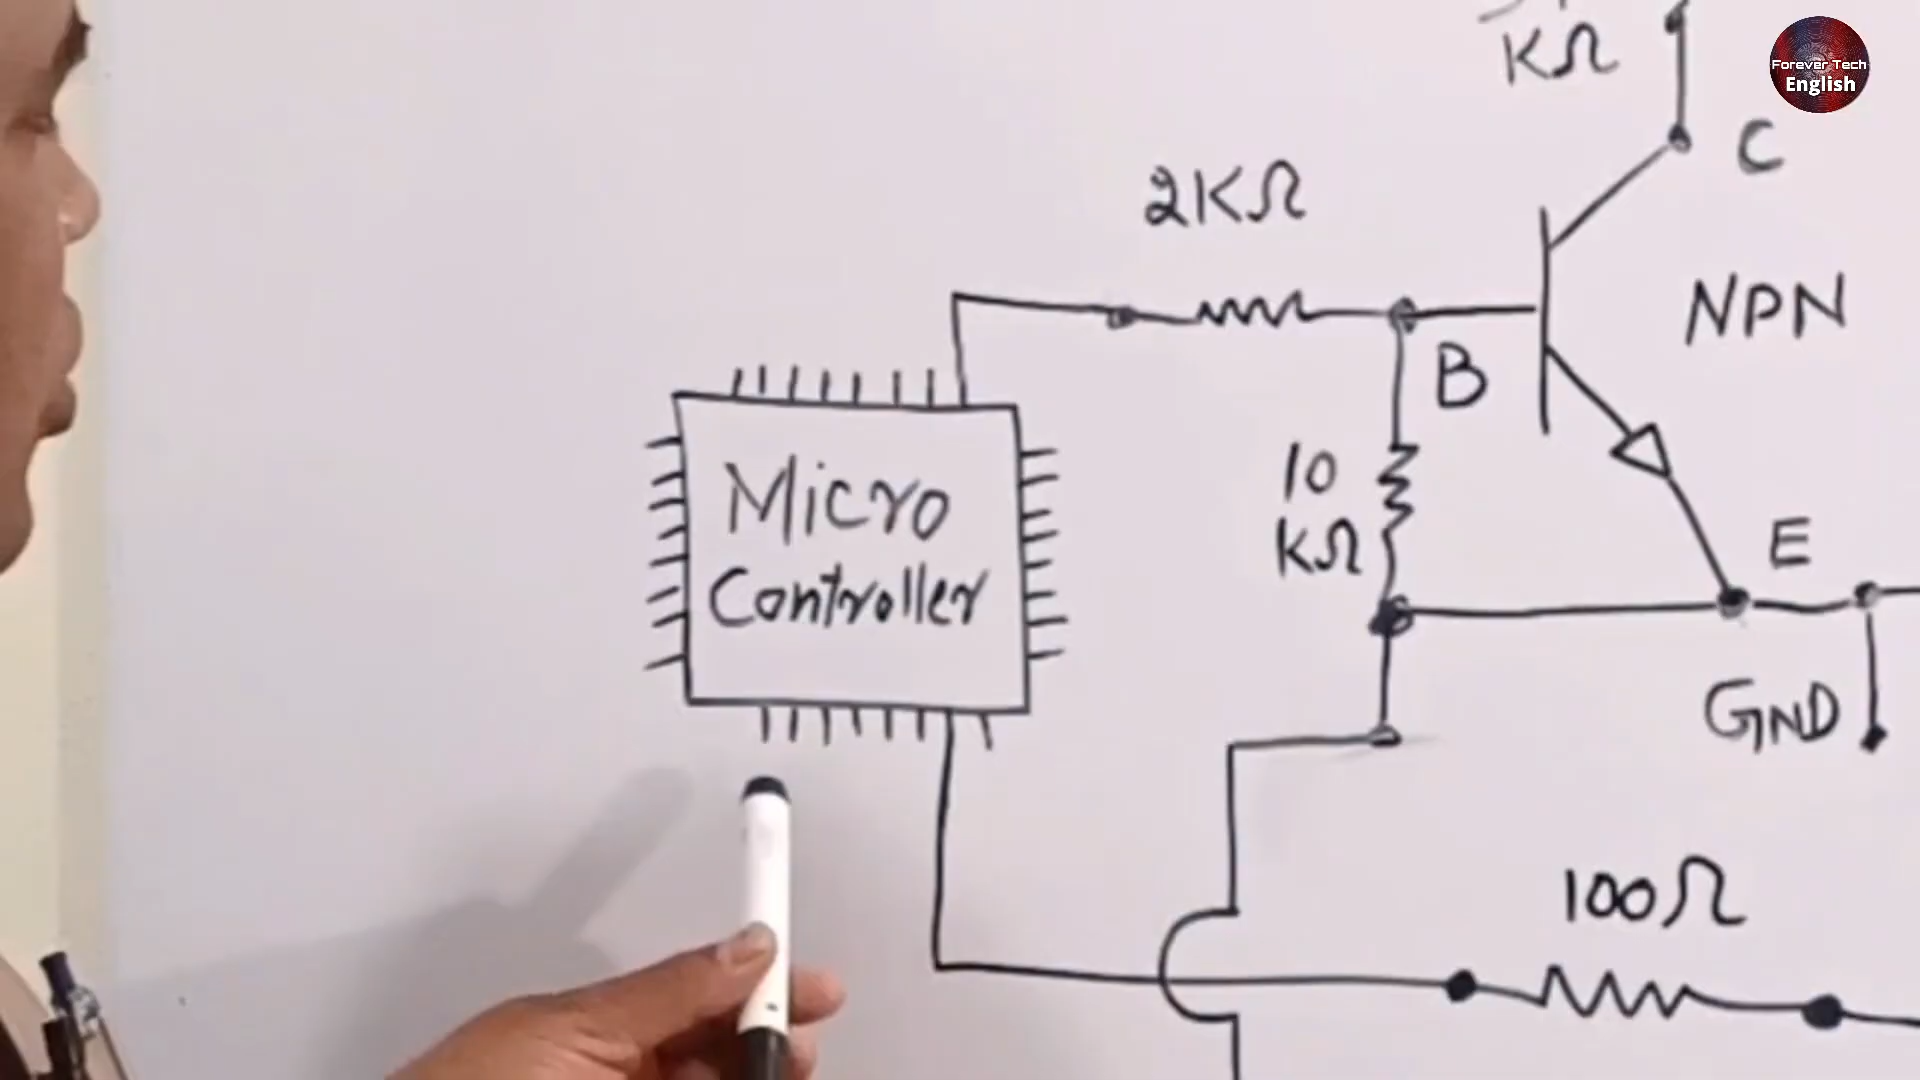 KΩ
Forever Tech
English
C
2KΩ
NPN
B
10
KΩ
Micro
Controller
E
GND
100Ω